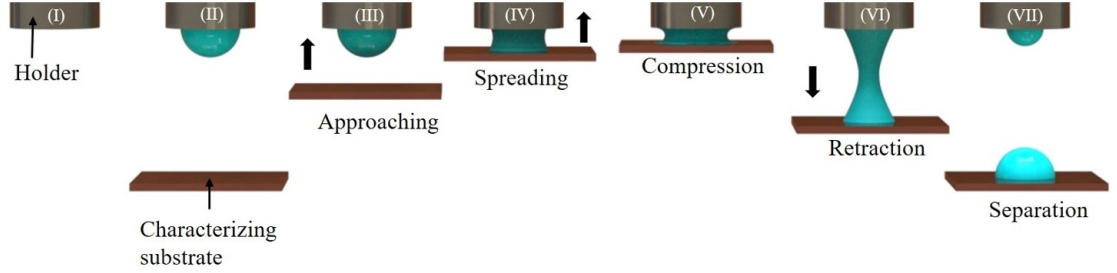 (I)
(II)
(III)
(IV)
(V)
(VI)
(VII)
Holder
Characterizing
substrate
Approaching
Spreading
Compression
Retraction
Separation